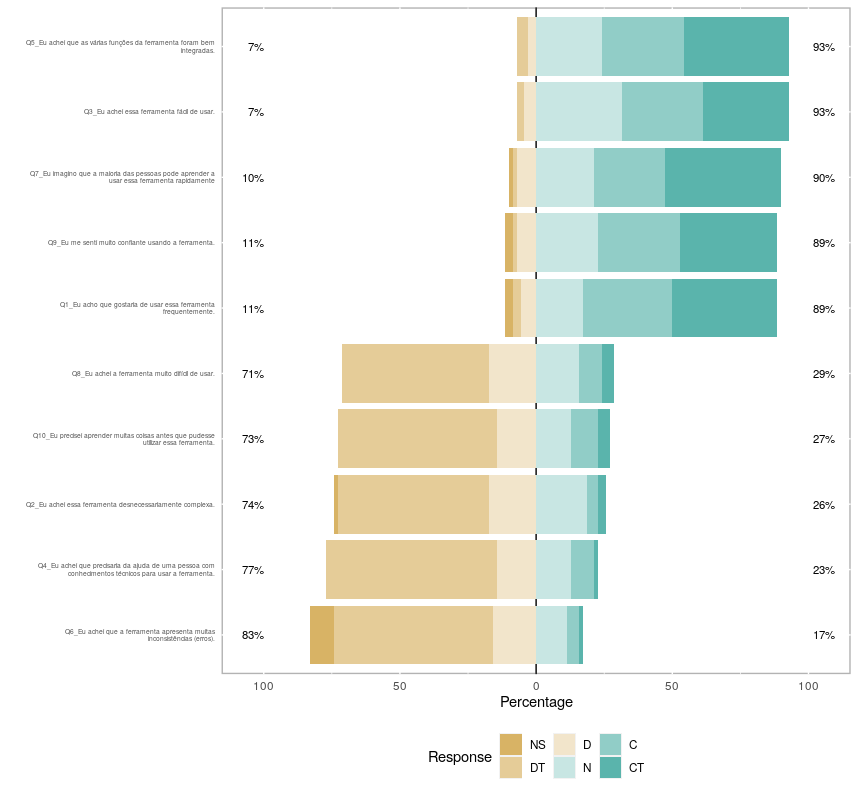 Q5_Eu achei que as várias funções da ferramenta foram bem
integradas.
7%
93%
Q3_Eu achei essa ferramenta fácil de usar.
7%
93%
Q7_Eu imagino que a maioria das pessoas pode aprender a
usar essa ferramenta rapidamente
10%
90%
Q9_Eu me senti muito confiante usando a ferramenta.
11%
89%
Q1_Eu acho que gostaria de usar essa ferramenta
frequentemente.
11%
89%
Q8_Eu achei a ferramenta muito difícil de usar.
71%
29%
Q10_Eu precisei aprender muitas coisas antes que pudesse
utilizar essa ferramenta.
73%
27%
Q2_Eu achei essa ferramenta desnecessariamente complexa.
74%
26%
Q4_Eu achei que precisaria da ajuda de uma pessoa com
conhecimentos técnicos para usar a ferramenta.
77%
23%
Q6_Eu achei que a ferramenta apresenta muitas
inconsistências (erros).
83%
17%
100 50 0 50 100
Percentage
Response
NS D C
DT N CT